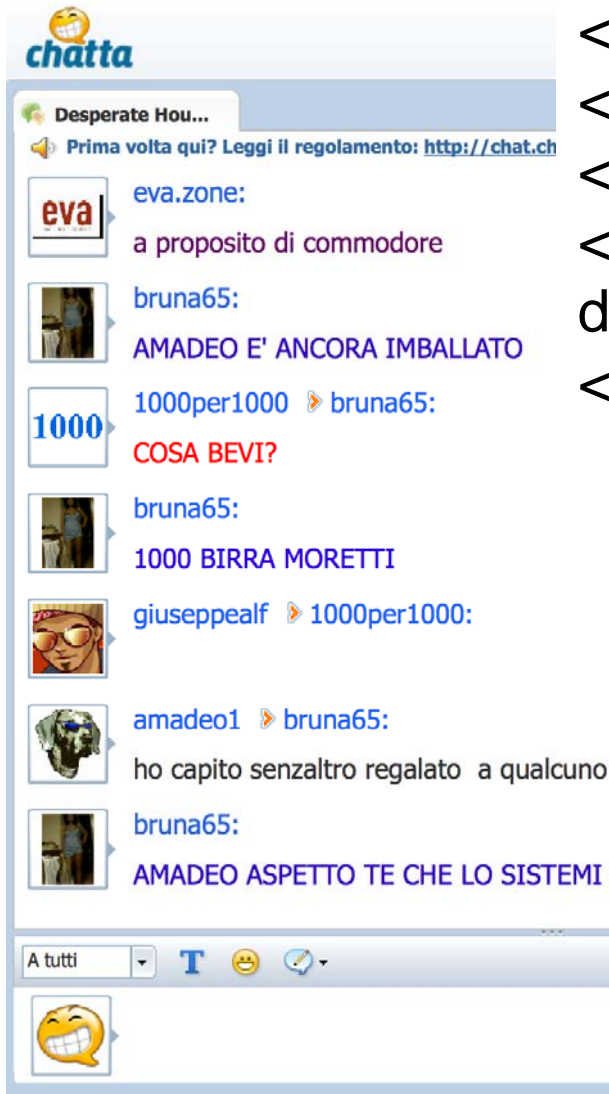 chatta
Desperate Hou...
Prima volta qui? Leggi il regolamento: http://chat.ch
eva
eva.zone:
a proposito di commodore
bruna65:
AMADEO E' ANCORA IMBALLATO
1000
1000per1000 bruna65:
COSA BEVI?
bruna65:
1000 BIRRA MORETTI
giuseppealf 1000per1000:
amadeo1 bruna65:
ho capito senzaltro regalato a qualcuno
bruna65:
AMADEO ASPETTO TE CHE LO SISTEMI
A tutti
T
<
<
<
<
d
<